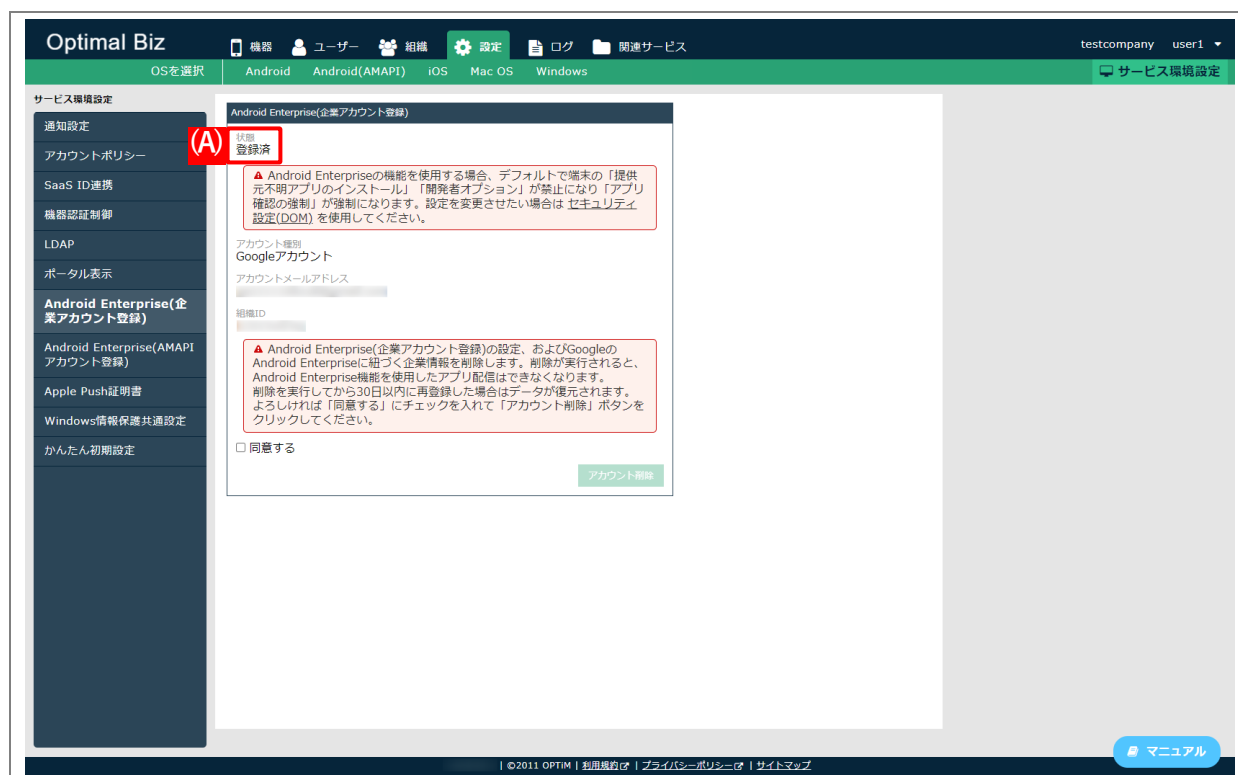 Optimal Biz
機器 ユーザー 組織 設定 ログ 関連サービス
testcompany user1
OSを選択
Android Android(AMAPI) iOS Mac OS Windows
サービス環境設定
サービス環境設定
通知設定
アカウントポリシー
SaaS ID連携
機器認証制御
LDAP
ポータル表示
Android Enterprise(企
業アカウント登録)
Android Enterprise(AMAPI
アカウント登録)
Apple Push証明書
Windows情報保護共通設定
かんたん初期設定
Android Enterprise(企業アカウント登録)
(A)
状態
登録済
Android Enterpriseの機能を使用する場合、デフォルトで端末の「提供
元不明アプリのインストール」「開発者オプション」が禁止になり「アプリ
確認の強制」が強制になります。設定を変更させたい場合は セキュリティ
設定(DOM) を使用してください。
アカウント種別
Googleアカウント
アカウントメールアドレス
組織ID
Android Enterprise(企業アカウント登録)の設定、およびGoogleの
Android Enterpriseに紐づく企業情報を削除します。削除が実行されると、
Android Enterprise機能を使用したアプリ配信はできなくなります。
削除を実行してから30日以内に再登録した場合はデータが復元されます。
よろしければ「同意する」にチェックを入れて「アカウント削除」ボタンを
クリックしてください。
同意する
アカウント削除
マニュアル
| ©2011 OPTiM | 利用規約 | プライバシーポリシー | サイトマップ